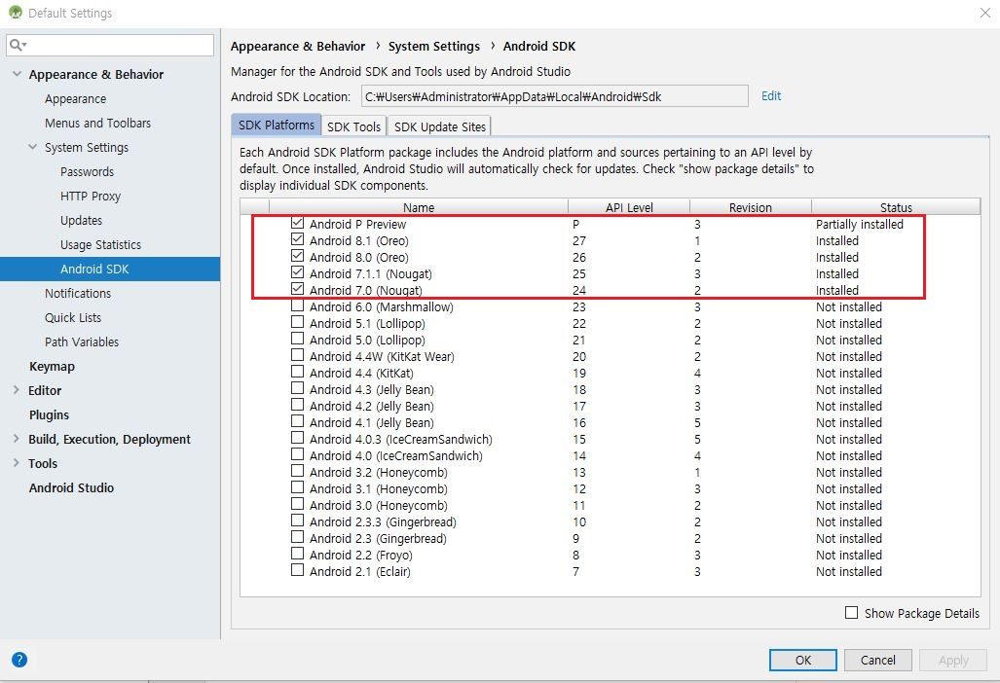 Default Settings
Appearance & Behavior
Appearance
Menus and Toolbars
System Settings
Passwords
HTTP Proxy
Updates
Usage Statistics
Android SDK
Notifications
Quick Lists
Path Variables
Keymap
Editor
Plugins
Build, Execution, Deployment
Tools
Android Studio
Appearance & Behavior › System Settings › Android SDK
Manager for the Android SDK and Tools used by Android Studio
Android SDK Location: C:₩Users₩Administrator₩AppData₩Local₩Android₩Sdk Edit
SDK Platforms SDK Tools SDK Update Sites
Each Android SDK Platform package includes the Android platform and sources pertaining to an API level by
default. Once installed, Android Studio will automatically check for updates. Check "show package details" to
display individual SDK components.
Name API Level Revision Status
Android P Preview P 3 Partially installed
Android 8.1 (Oreo) 27 1 Installed
Android 8.0 (Oreo) 26 2 Installed
Android 7.1.1 (Nougat) 25 3 Installed
Android 7.0 (Nougat) 24 2 Installed
Android 6.0 (Marshmallow) 23 3 Not installed
Android 5.1 (Lollipop) 22 2 Not installed
Android 5.0 (Lollipop) 21 2 Not installed
Android 4.4W (KitKat Wear) 20 2 Not installed
Android 4.4 (KitKat) 19 4 Not installed
Android 4.3 (Jelly Bean) 18 3 Not installed
Android 4.2 (Jelly Bean) 17 3 Not installed
Android 4.1 (Jelly Bean) 16 5 Not installed
Android 4.0.3 (IceCreamSandwich) 15 5 Not installed
Android 4.0 (IceCreamSandwich) 14 4 Not installed
Android 3.2 (Honeycomb) 13 1 Not installed
Android 3.1 (Honeycomb) 12 3 Not installed
Android 3.0 (Honeycomb) 11 2 Not installed
Android 2.3.3 (Gingerbread) 10 2 Not installed
Android 2.3 (Gingerbread) 9 2 Not installed
Android 2.2 (Froyo) 8 3 Not installed
Android 2.1 (Eclair) 7 3 Not installed
Show Package Details
? OK Cancel Apply